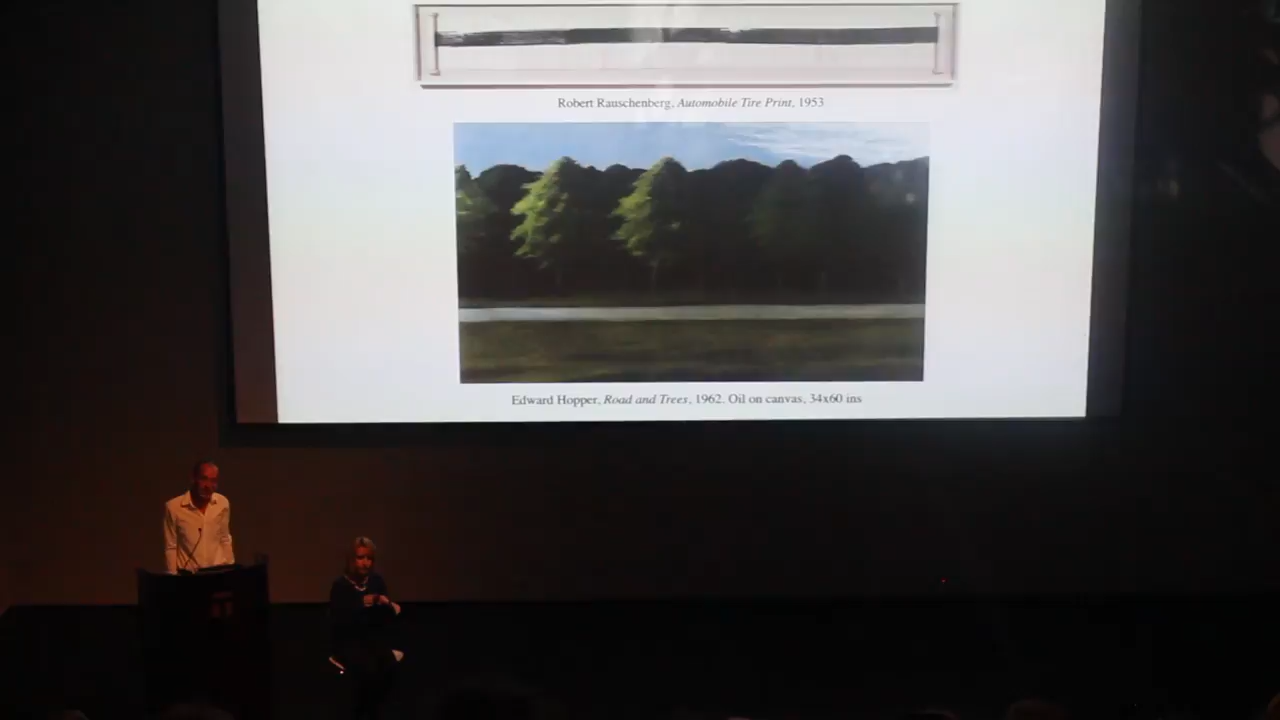 Robert Rauschenberg, Automobile Tire Print, 1953
Edward Hopper, Road and Trees, 1962. Oil on canvas, 34x60 ins